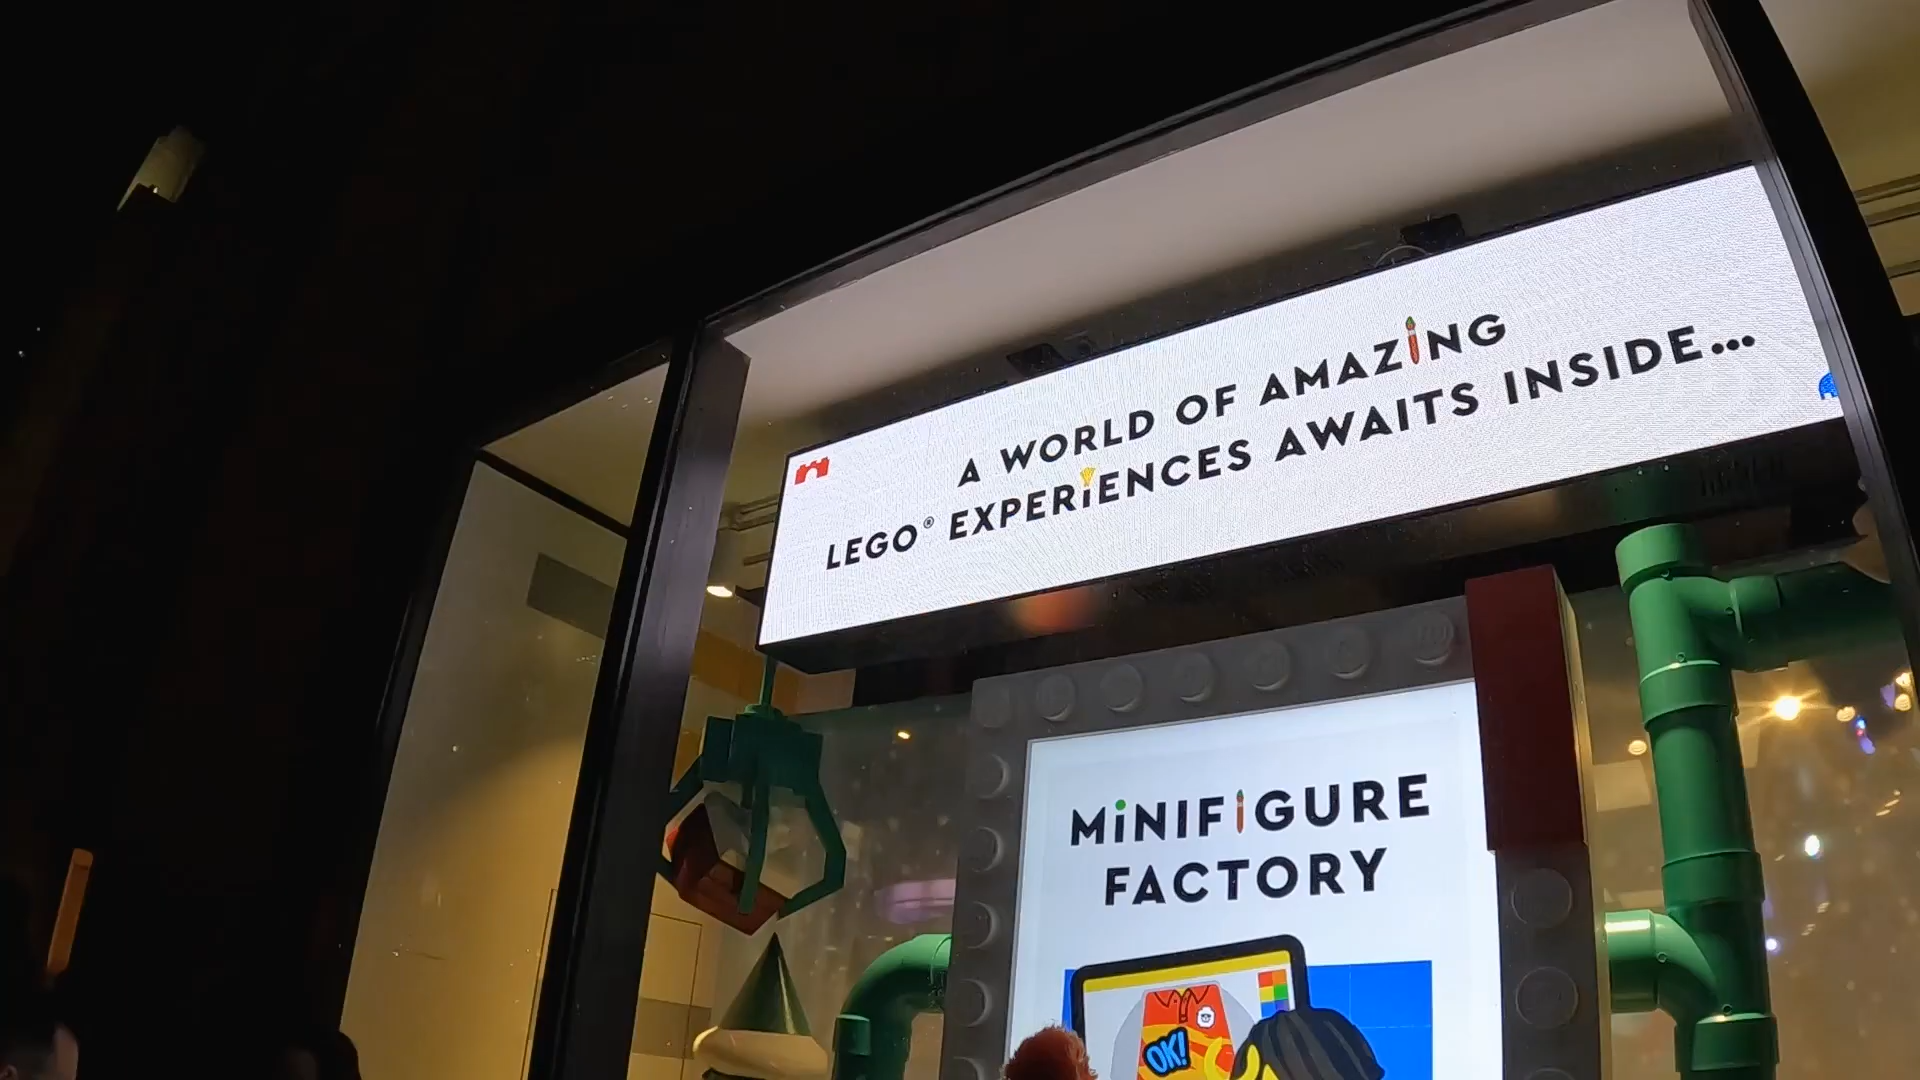 A WORLD OF AMAZING
LEGO® EXPERIENCES AWAITS INSIDE...
MINIFIGURE
FACTORY
OK!